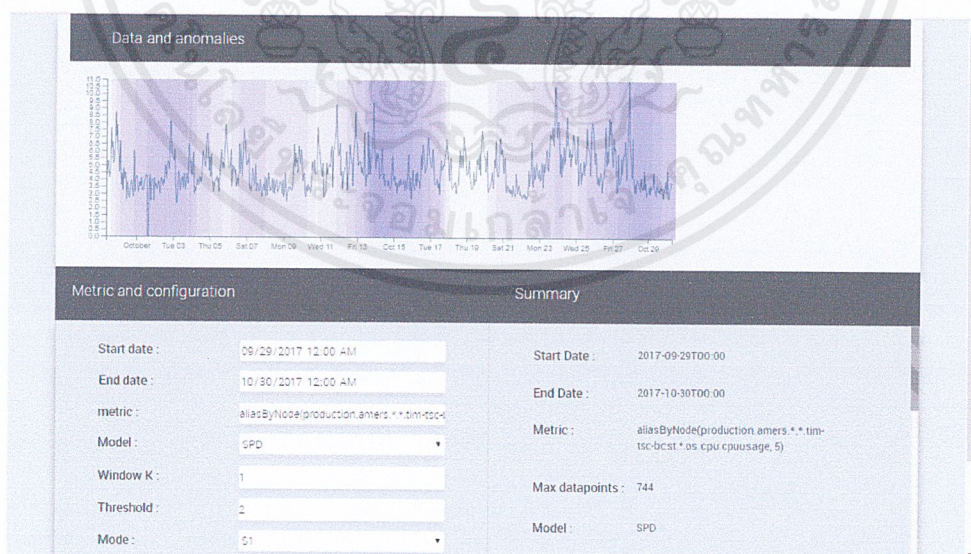 Data and anomalies
11.0
October Tue 03 Thu 05 Sat 07 Mon 09 Wed 11 Fri 13 Oct 15 Tue 17 Thu 19 Sat 21 Mon 23 Wed 25 Fri 27 Oct 29
Metric and configuration
Start date : 09/29/2017 12:00 AM
End date : 10/30/2017 12:00 AM
metric : aliasByNode(production.amers.*.*.tim-tsc-b
Model : SPD
Window K : 1
Threshold : 2
Mode : S1
Summary
Start Date : 2017-09-29T00:00
End Date : 2017-10-30T00:00
Metric : aliasByNode(production.amers.*.*.tim-
tsc-bcst.*.os.cpu.cpuusage, 5)
Max datapoints : 744
Model : SPD